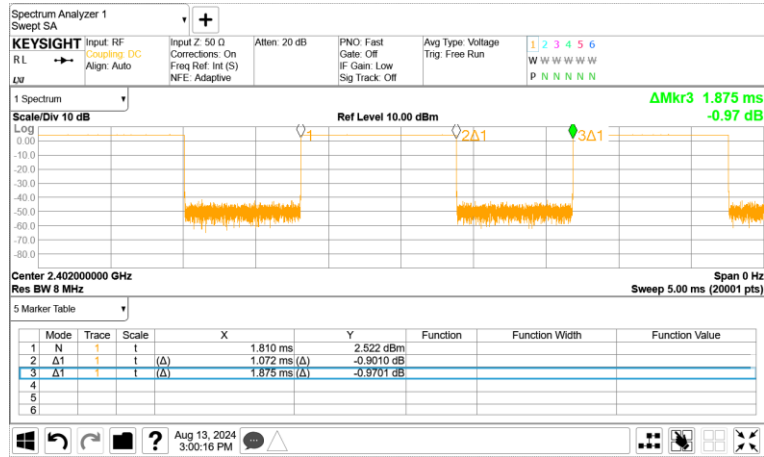 Spectrum Analyzer 1
Swept SA
+
KEYSIGHT Input: RF Input Z: 50 Ω Atten: 20 dB PNO: Fast Avg Type: Voltage 1 2 3 4 5 6
RL Coupling: DC Corrections: On Gate: Off Trig: Free Run W W W W W W
Align: Auto Freq Ref: Int (S) IF Gain: Low
LXI NFE: Adaptive Sig Track: Off P N N N N N
1 Spectrum ΔMkr3 1.875 ms
Scale/Div 10 dB Ref Level 10.00 dBm -0.97 dB
Log
0.00 1 2Δ1 3Δ1
-10.0
-20.0
-30.0
-40.0
-50.0
-60.0
-70.0
-80.0
Center 2.402000000 GHz Span 0 Hz
Res BW 8 MHz Sweep 5.00 ms (20001 pts)
5 Marker Table
Mode Trace Scale X Y Function Function Width Function Value
1 N 1 t 1.810 ms 2.522 dBm
2 Δ1 1 t (Δ) 1.072 ms (Δ) -0.9010 dB
3 Δ1 1 t (Δ) 1.875 ms (Δ) -0.9701 dB
4
5
6
? Aug 13, 2024
3:00:16 PM